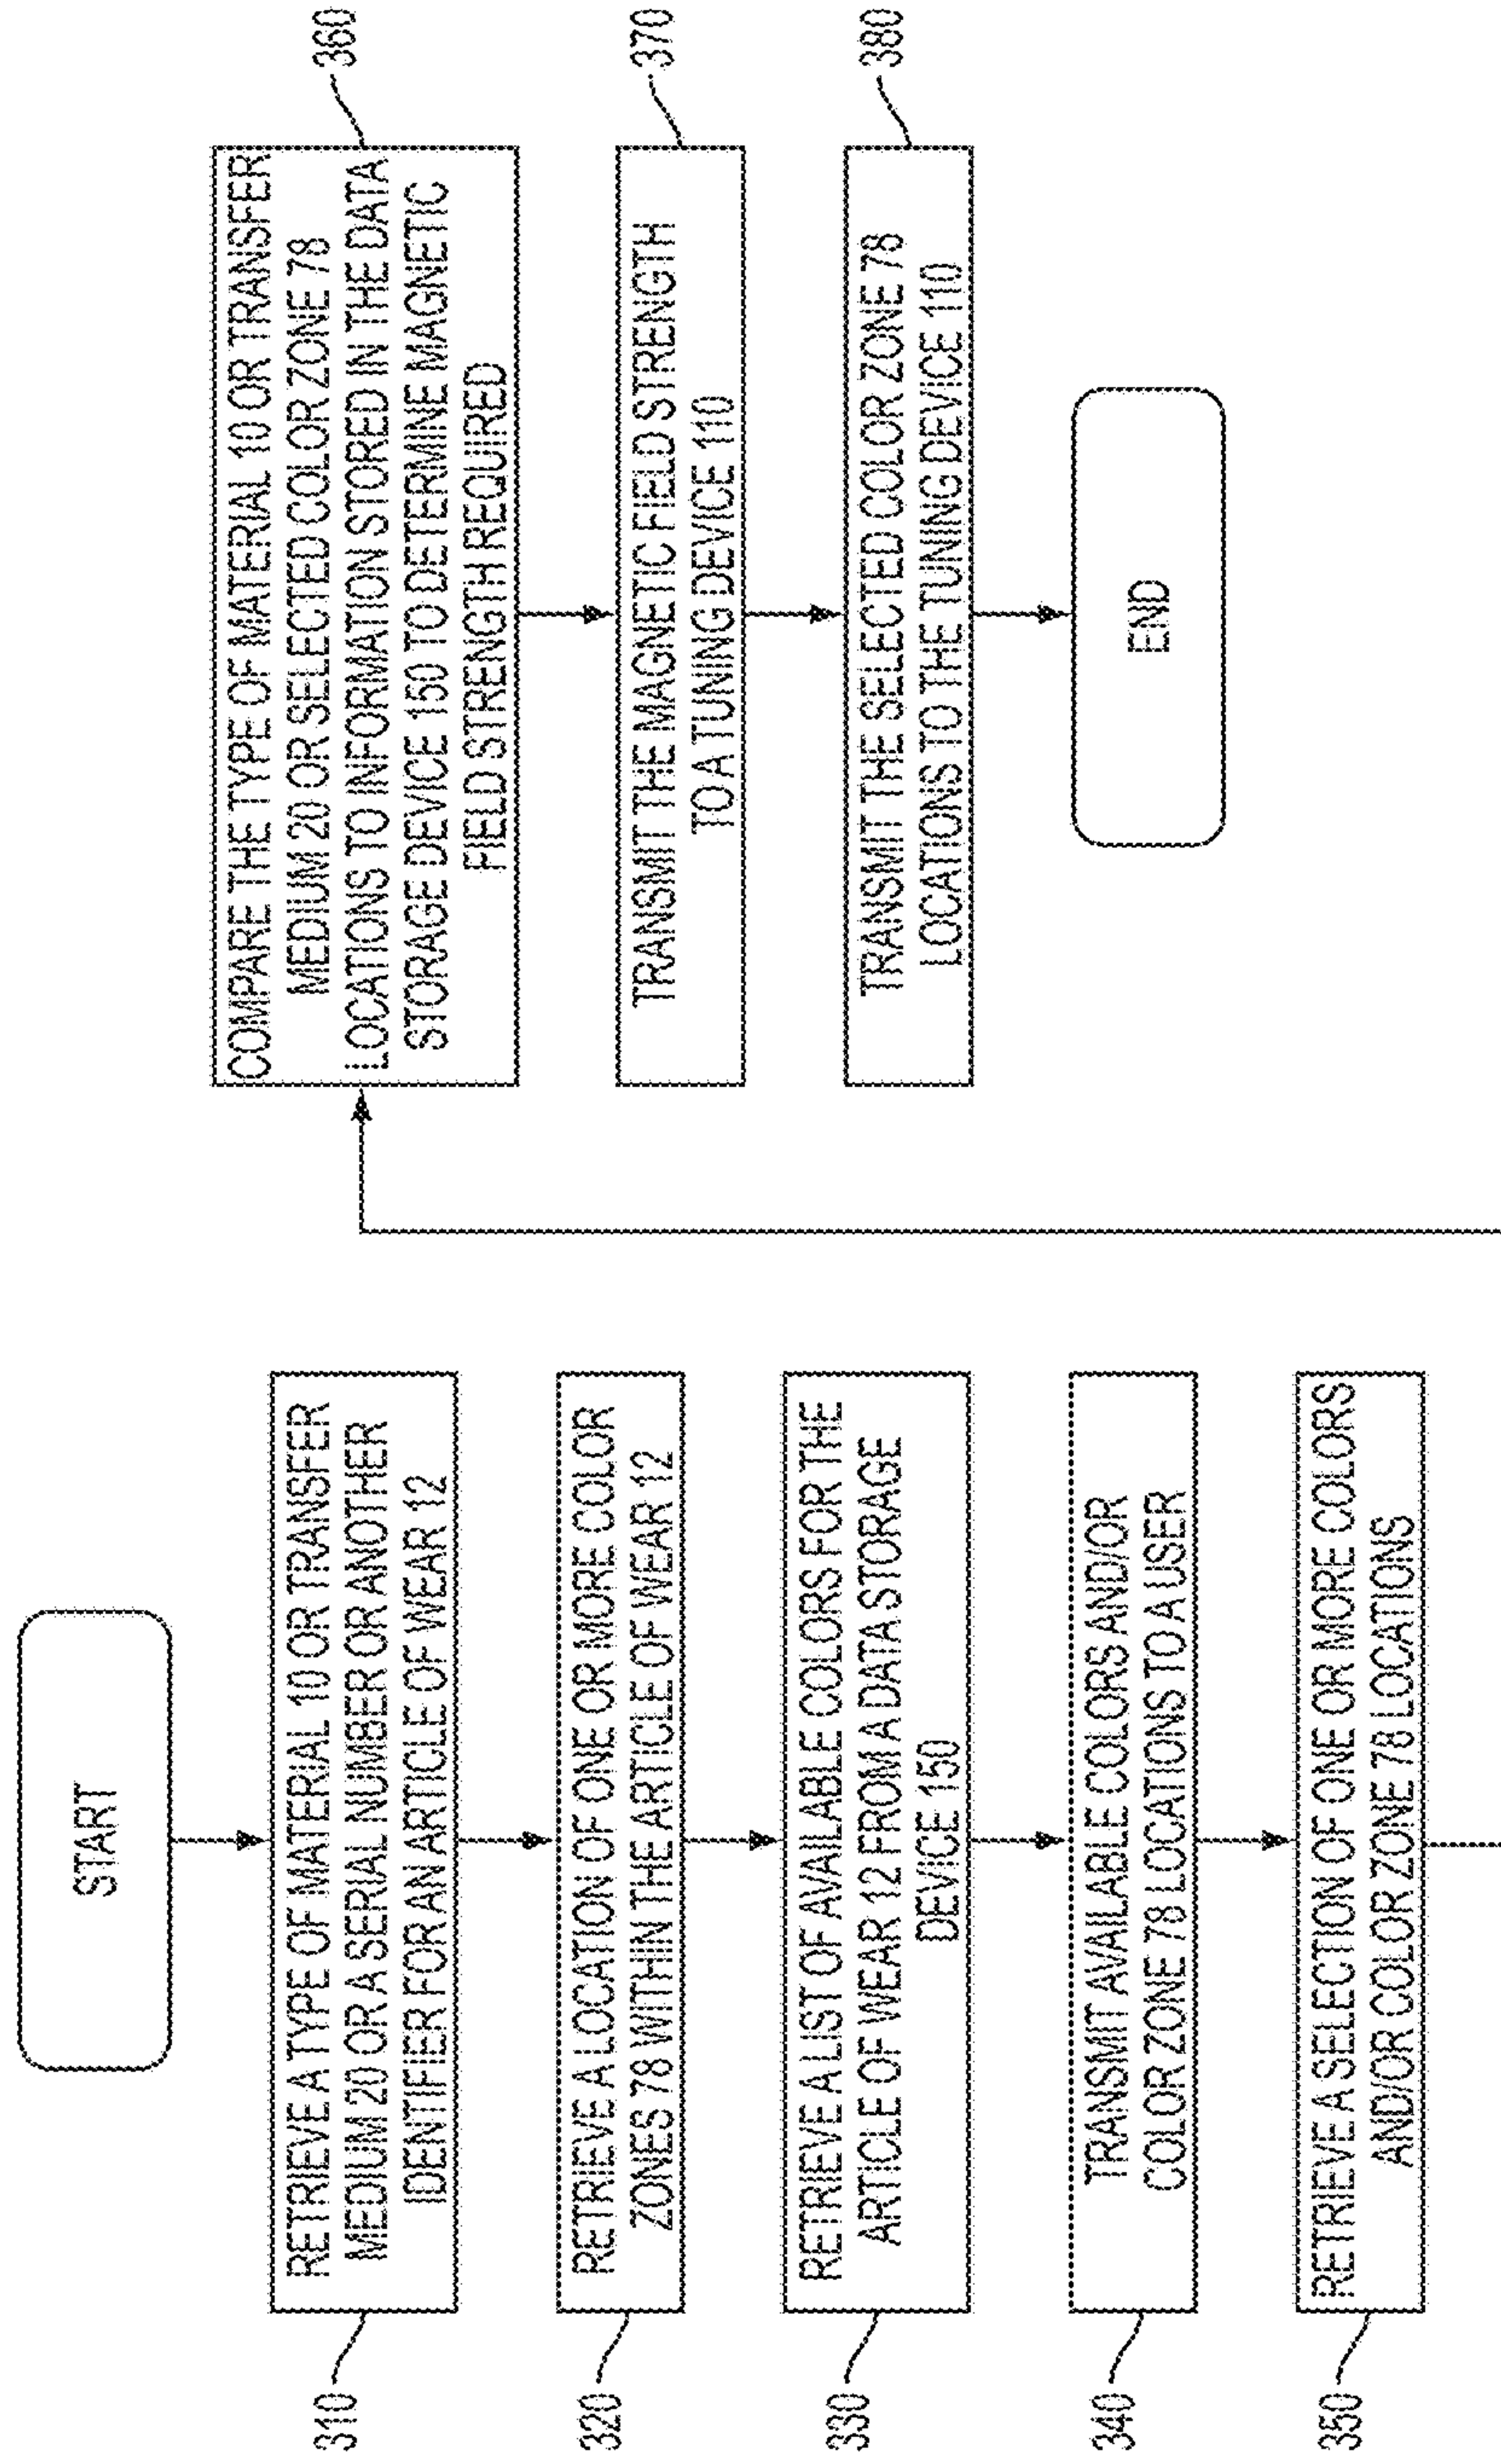 START
310
RETRIEVE A TYPE OF MATERIAL 10 OR TRANSFER
MEDIUM 20 OR A SERIAL NUMBER OR ANOTHER
IDENTIFIER FOR AN ARTICLE OF WEAR 12
320
RETRIEVE A LOCATION OF ONE OR MORE COLOR
ZONES 78 WITHIN THE ARTICLE OF WEAR 12
330
RETRIEVE A LIST OF AVAILABLE COLORS FOR THE
ARTICLE OF WEAR 12 FROM A DATA STORAGE
DEVICE 150
340
TRANSMIT AVAILABLE COLORS AND/OR
COLOR ZONE 78 LOCATIONS TO A USER
350
RETRIEVE A SELECTION OF ONE OR MORE COLORS
AND/OR COLOR ZONE 78 LOCATIONS
COMPARE THE TYPE OF MATERIAL 10 OR TRANSFER
MEDIUM 20 OR SELECTED COLOR ZONE 78
LOCATIONS TO INFORMATION STORED IN THE DATA
STORAGE DEVICE 150 TO DETERMINE MAGNETIC
FIELD STRENGTH REQUIRED
360
TRANSMIT THE MAGNETIC FIELD STRENGTH
TO A TUNING DEVICE 110
370
TRANSMIT THE SELECTED COLOR ZONE 78
LOCATIONS TO THE TUNING DEVICE 110
380
END